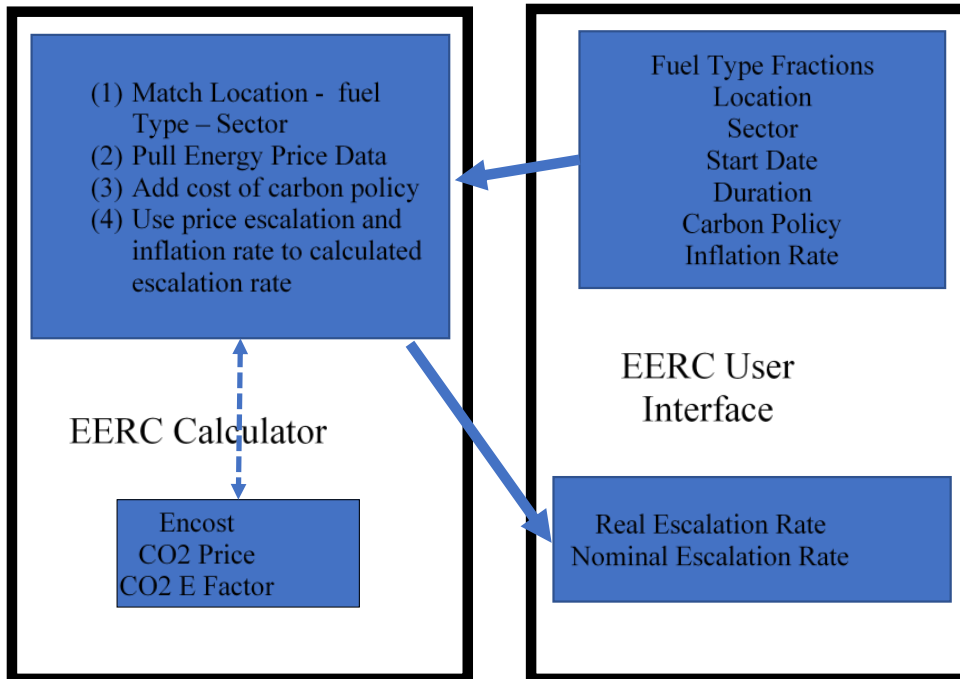 (1) Match Location - fuel
Type – Sector
(2) Pull Energy Price Data
(3) Add cost of carbon policy
(4) Use price escalation and
inflation rate to calculated
escalation rate
EERC Calculator
Encost
CO2 Price
CO2 E Factor
Fuel Type Fractions
Location
Sector
Start Date
Duration
Carbon Policy
Inflation Rate
EERC User
Interface
Real Escalation Rate
Nominal Escalation Rate